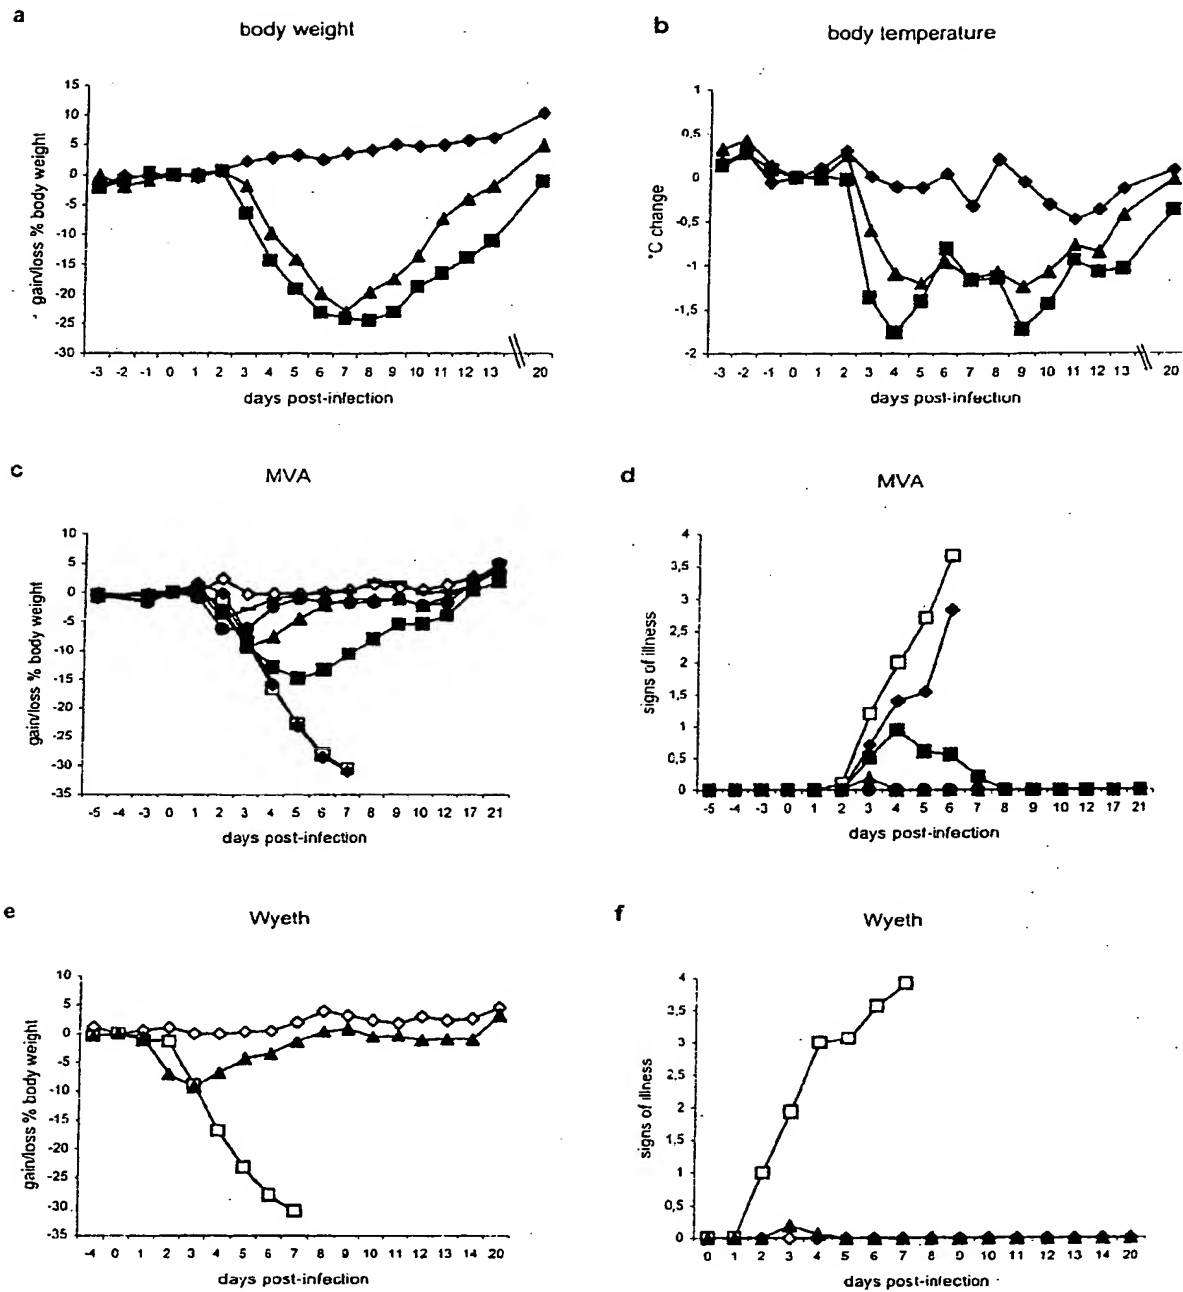 a
body weight
gain/loss % body weight
15
10
5
0
-5
-10
-15
-20
-25
-30
-3 -2 -1 0 1 2 3 4 5 6 7 8 9 10 11 12 13 20
days post-infection
b
body temperature
°C change
1
0,5
0
-0,5
-1
-1,5
-2
-3 -2 -1 0 1 2 3 4 5 6 7 8 9 10 11 12 13 20
days post-infection
c
MVA
gain/loss % body weight
10
5
0
-5
-10
-15
-20
-25
-30
-35
-5 -4 -3 0 1 2 3 4 5 6 7 8 9 10 12 17 21
days post-infection
d
MVA
signs of illness
4
3,5
3
2,5
2
1,5
1
0,5
0
-5 -4 -3 0 1 2 3 4 5 6 7 8 9 10 12 17 21
days post-infection
e
Wyeth
gain/loss % body weight
10
5
0
-5
-10
-15
-20
-25
-30
-35
-4 0 1 2 3 4 5 6 7 8 9 10 11 12 13 14 20
days post-infection
f
Wyeth
signs of illness
4
3,5
3
2,5
2
1,5
1
0,5
0
0 1 2 3 4 5 6 7 8 9 10 11 12 13 14 20
days post-infection